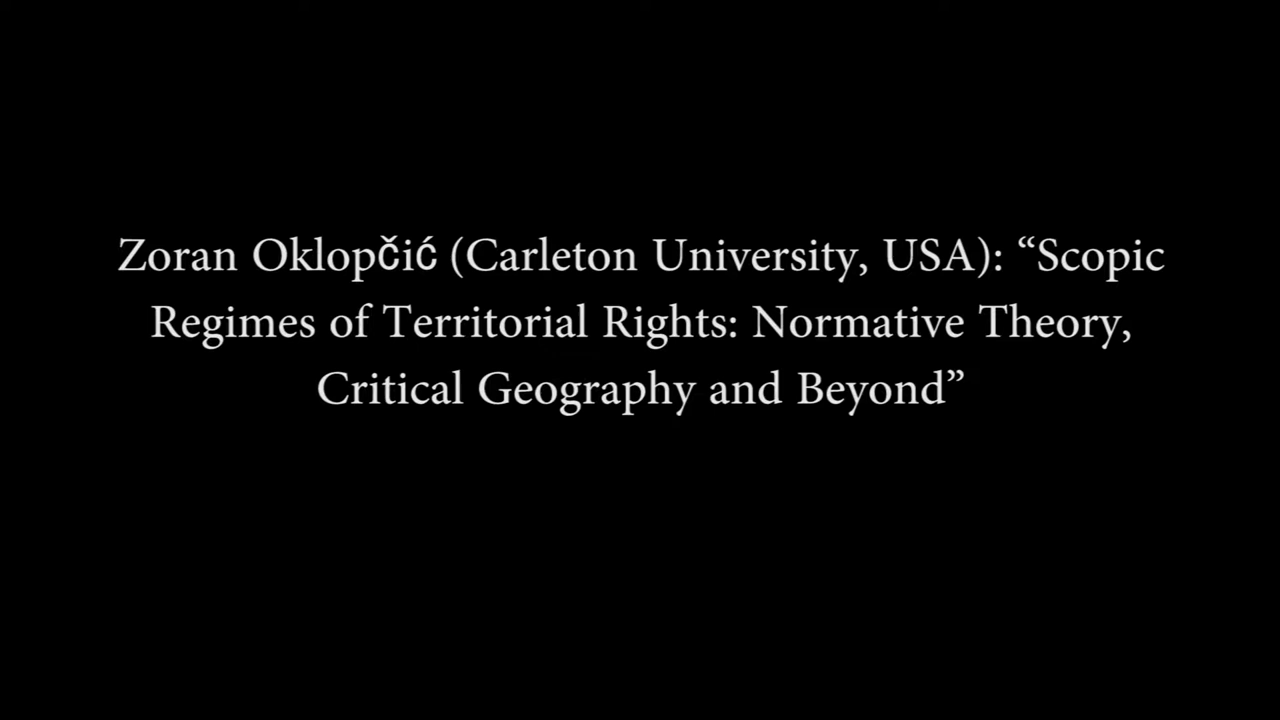 Zoran Oklopčić (Carleton University, USA): “Scopic
Regimes of Territorial Rights: Normative Theory,
Critical Geography and Beyond”